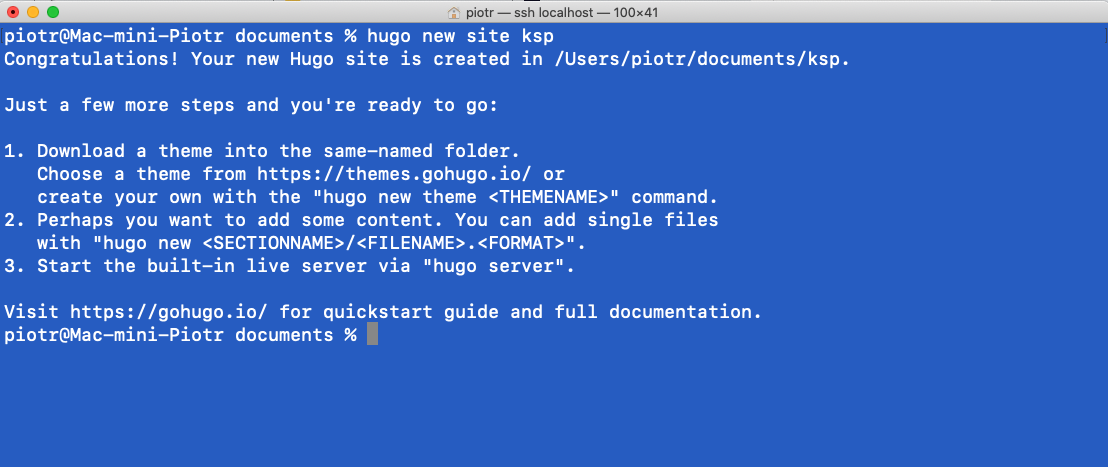 piotr — ssh localhost — 100×41
piotr@Mac-mini-Piotr documents % hugo new site ksp
Congratulations! Your new Hugo site is created in /Users/piotr/documents/ksp.
Just a few more steps and you're ready to go:
1. Download a theme into the same-named folder.
Choose a theme from https://themes.gohugo.io/ or
create your own with the "hugo new theme <THEMENAME>" command.
2. Perhaps you want to add some content. You can add single files
with "hugo new <SECTIONNAME>/<FILENAME>.<FORMAT>".
3. Start the built-in live server via "hugo server".
Visit https://gohugo.io/ for quickstart guide and full documentation.
piotr@Mac-mini-Piotr documents %